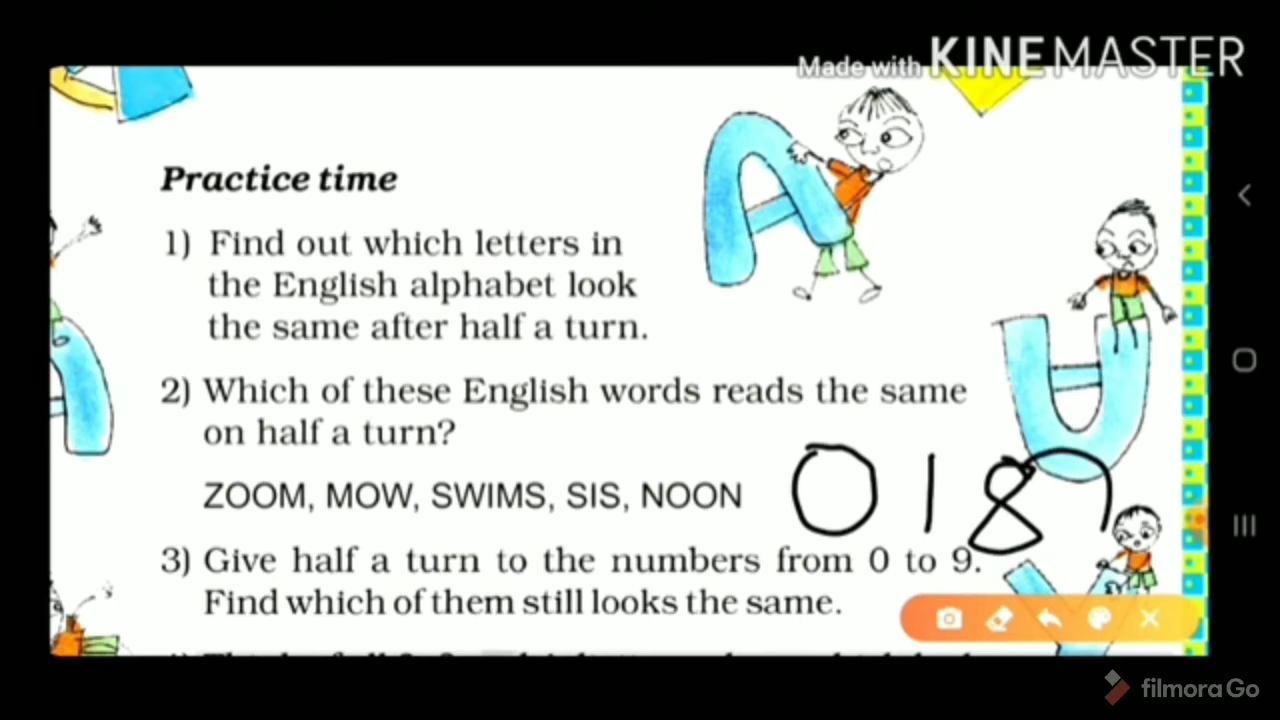 Made with KINEMASTER
Practice time
1) Find out which letters in
the English alphabet look
the same after half a turn.
2) Which of these English words reads the same
on half a turn?
ZOOM, MOW, SWIMS, SIS, NOON
0 1 8
3) Give half a turn to the numbers from 0 to 9.
Find which of them still looks the same.
filmoraGo